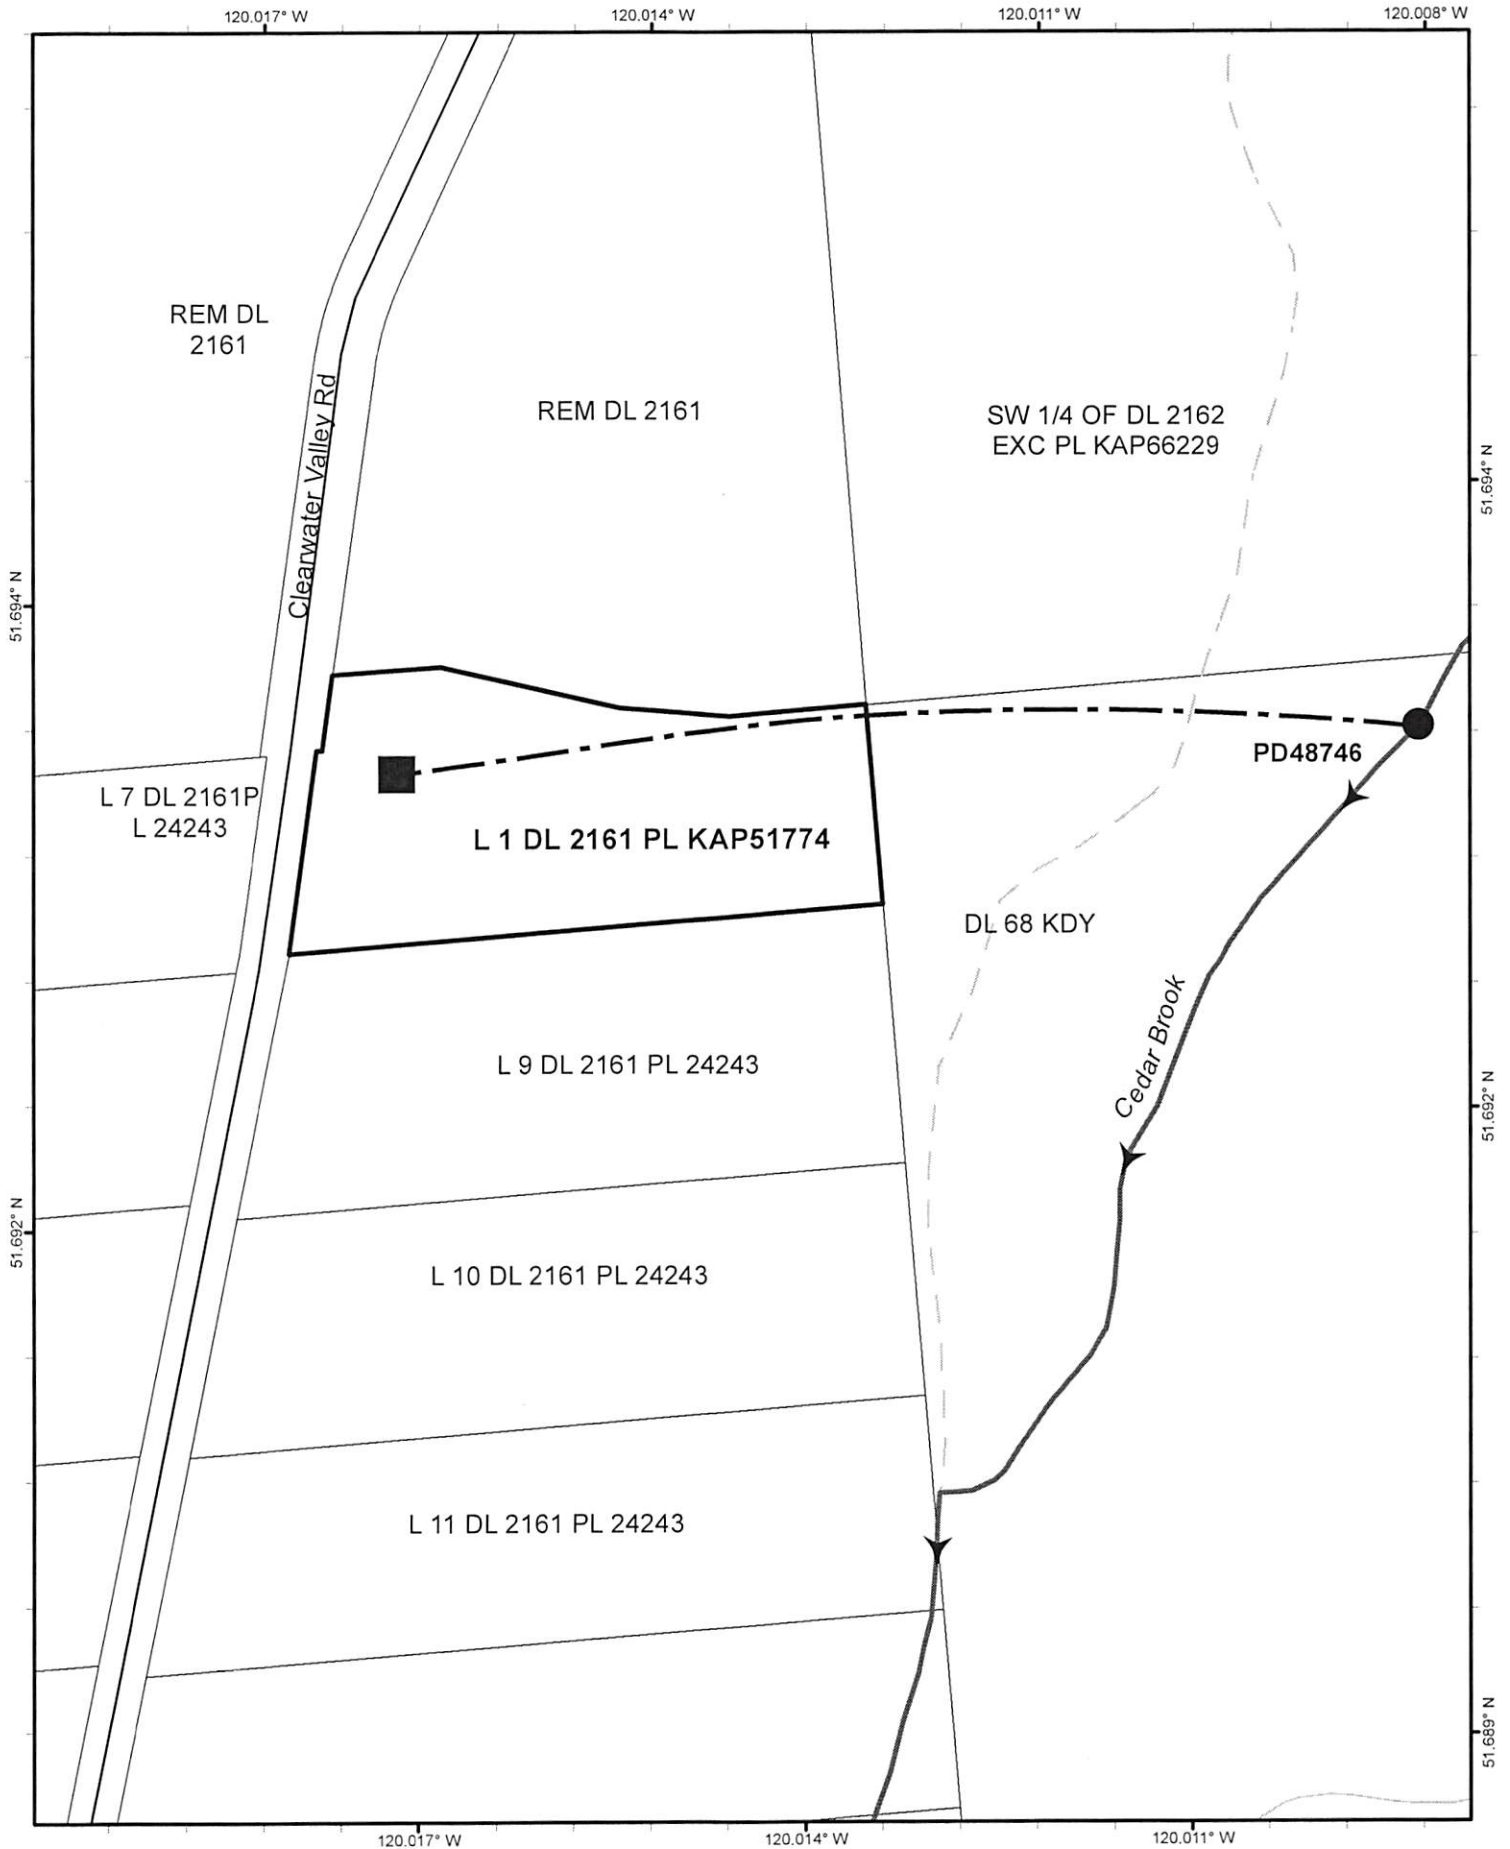 120.017° W
120.014° W
120.011° W
120.008° W
REM DL
2161
Clearwater Valley Rd
REM DL 2161
SW 1/4 OF DL 2162
EXC PL KAP66229
51.694° N
51.694° N
PD48746
L 7 DL 2161P
L 24243
L 1 DL 2161 PL KAP51774
DL 68 KDY
Cedar Brook
L 9 DL 2161 PL 24243
51.692° N
51.692° N
L 10 DL 2161 PL 24243
L 11 DL 2161 PL 24243
51.689° N
120.017° W
120.014° W
120.011° W